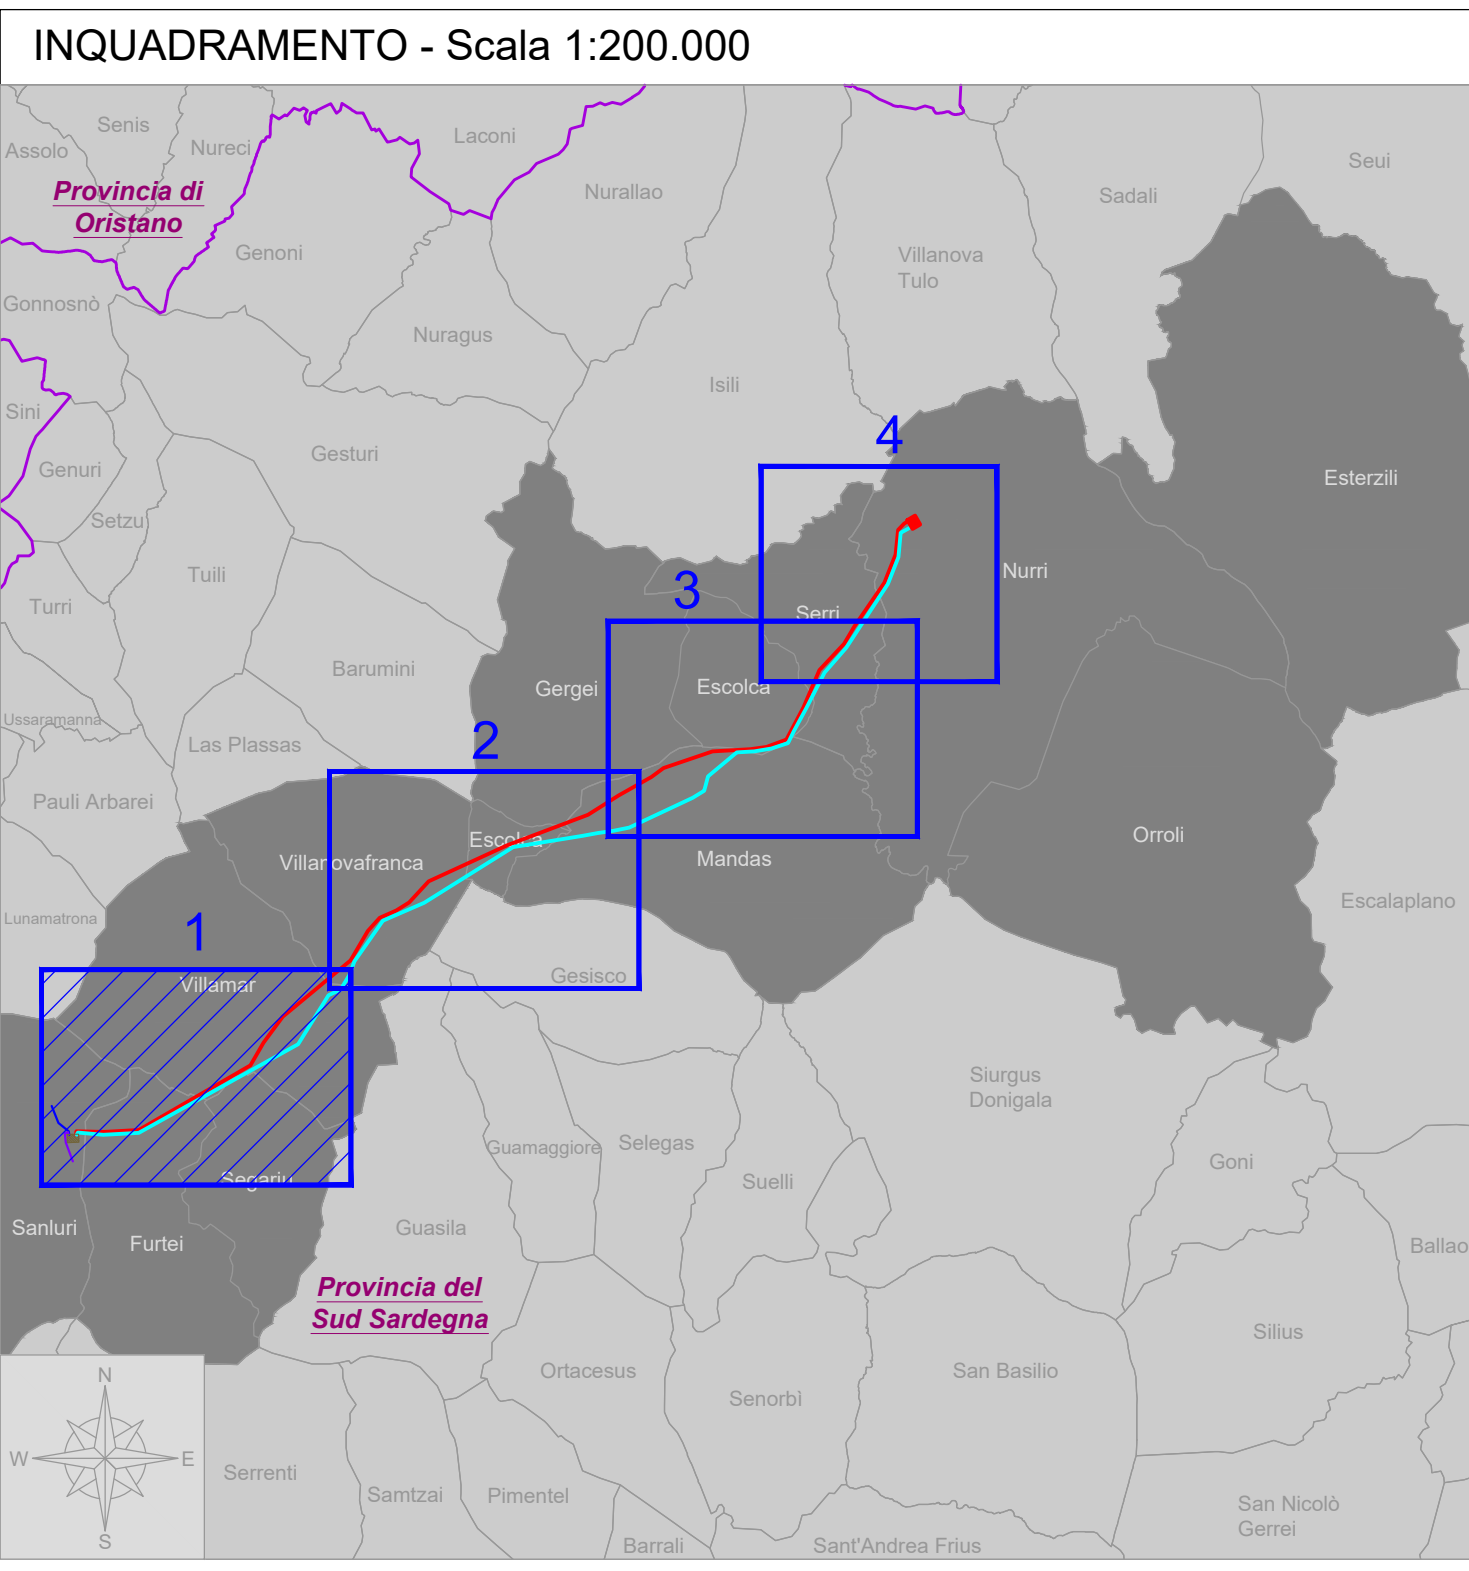 INQUADRAMENTO - Scala 1:200.000
Senis
Assolo
Nureci
Laconi
Seui
Provincia di
Oristano
Nurallao
Sadali
Genoni
Villanova
Tulo
Gonnosnò
Nuragus
Isili
Sini
4
Gesturi
Genuri
Esterzili
Setzu
Tuili
Nurri
3
Turri
Serri
Barumini
Gergei
Escolca
Ussaramanna
Las Plassas
2
Pauli Arbarei
Orroli
Escolca
Villanovafranca
Mandas
Escalaplano
Lunamatrona
1
Gesisco
Villamar
Siurgus
Donigala
Guamaggiore
Selegas
Goni
Suelli
Segariu
Sanluri
Furtei
Guasila
Ballao
Provincia del
Sud Sardegna
Silius
N
Ortacesus
San Basilio
Senorbì
W
E
Serrenti
Samtzai
Pimentel
San Nicolò
Gerrei
S
Barrali
Sant'Andrea Frius